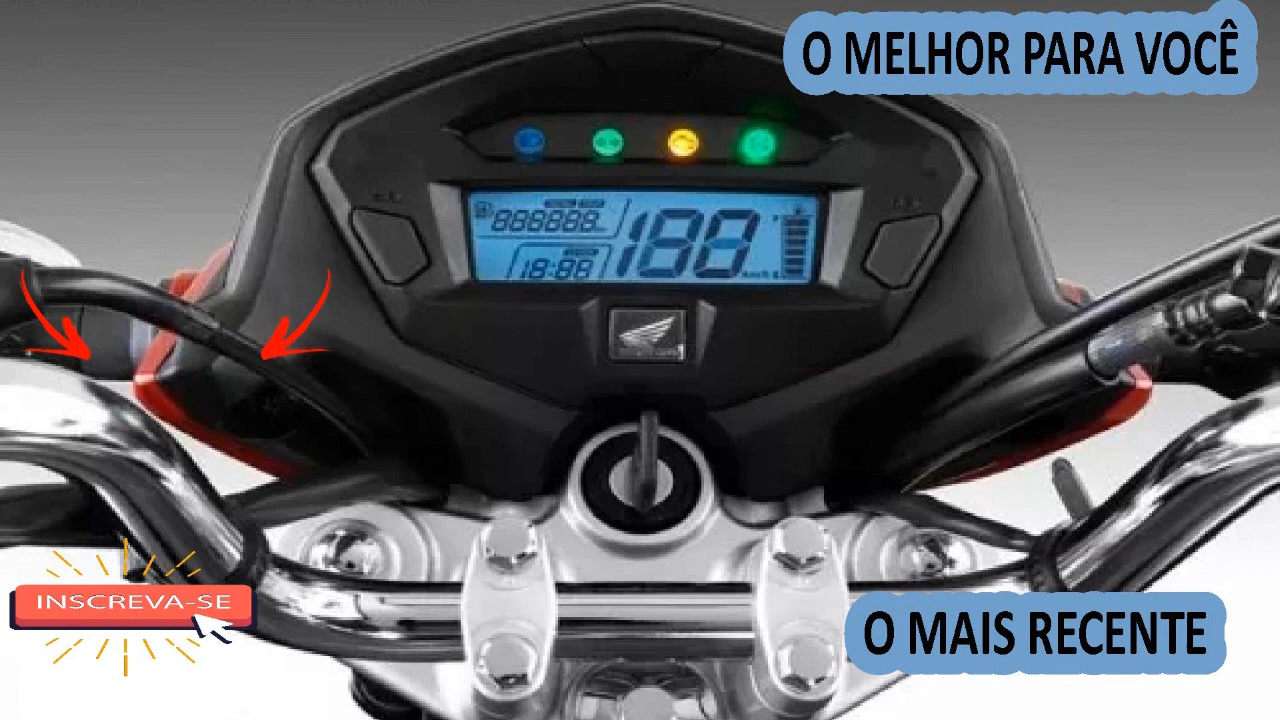 O MELHOR PARA VOCÊ
888888
188
18:88
INSCREVA-SE
O MAIS RECENTE